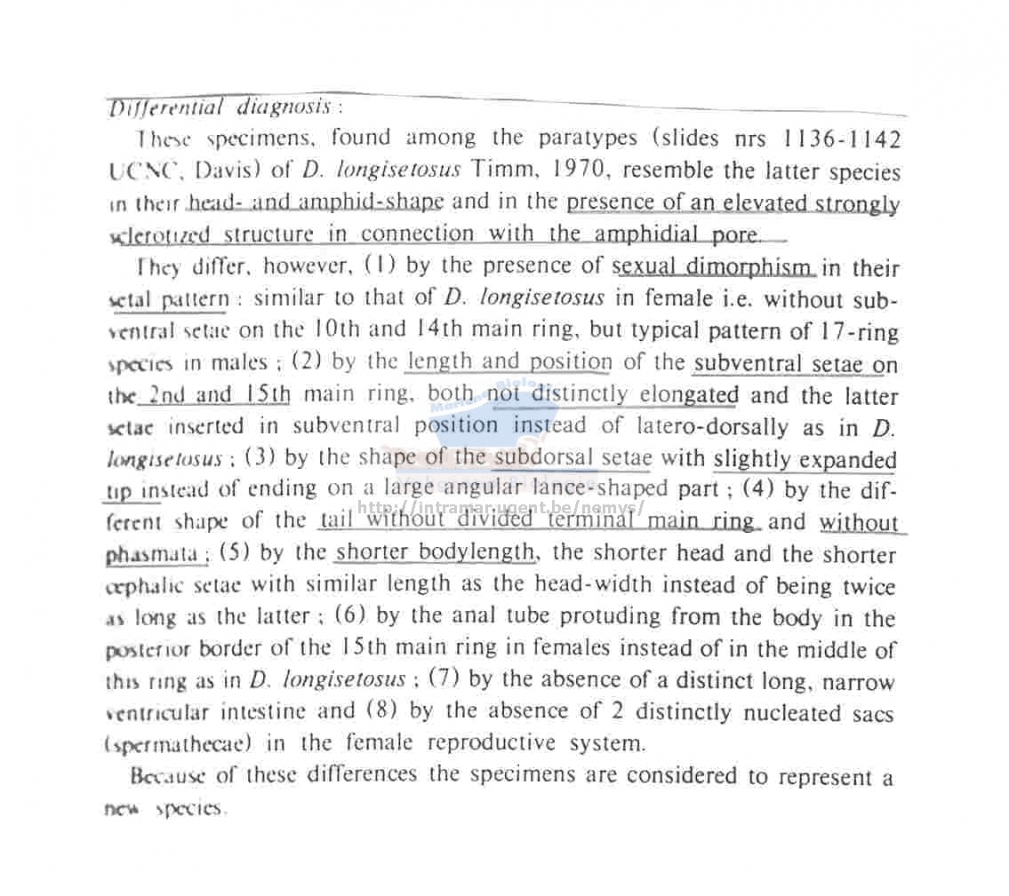 Differential diagnosis :
These specimens, found among the paratypes (slides nrs 1136-1142
UCNC, Davis) of D. longisetosus Timm, 1970, resemble the latter species
in their head- and amphid-shape and in the presence of an elevated strongly
sclerotized structure in connection with the amphidial pore.
They differ, however, (1) by the presence of sexual dimorphism in their
setal pattern : similar to that of D. longisetosus in female i.e. without sub-
ventral setae on the 10th and 14th main ring, but typical pattern of 17-ring
species in males ; (2) by the length and position of the subventral setae on
the 2nd and 15th main ring, both not distinctly elongated and the latter
setae inserted in subventral position instead of latero-dorsally as in D.
longisetosus ; (3) by the shape of the subdorsal setae with slightly expanded
tip instead of ending on a large angular lance-shaped part ; (4) by the dif-
ferent shape of the tail without divided terminal main ring and without
phasmata ; (5) by the shorter bodylength, the shorter head and the shorter
cephalic setae with similar length as the head-width instead of being twice
as long as the latter ; (6) by the anal tube protuding from the body in the
posterior border of the 15th main ring in females instead of in the middle of
this ring as in D. longisetosus ; (7) by the absence of a distinct long, narrow
ventricular intestine and (8) by the absence of 2 distinctly nucleated sacs
(spermathecae) in the female reproductive system.
Because of these differences the specimens are considered to represent a
new species.
Marine Biology
http://intramar.ugent.be/nemys/